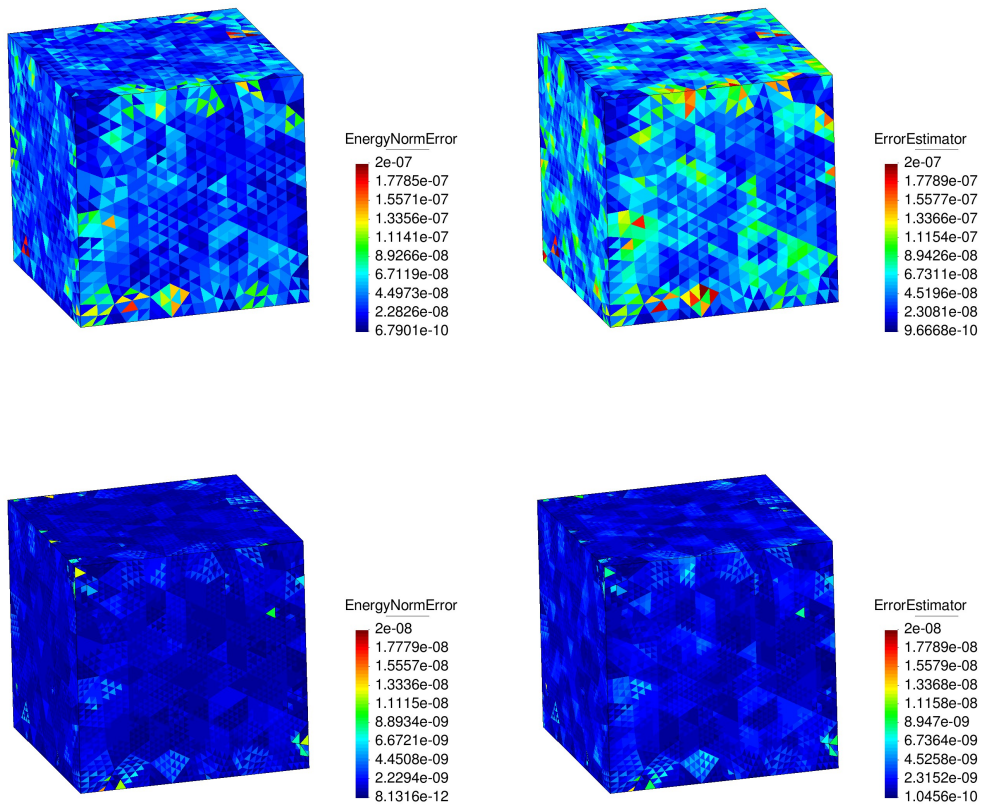 EnergyNormError
2e-07
1.7785e-07
1.5571e-07
1.3356e-07
1.1141e-07
8.9266e-08
6.7119e-08
4.4973e-08
2.2826e-08
6.7901e-10
ErrorEstimator
2e-07
1.7789e-07
1.5577e-07
1.3366e-07
1.1154e-07
8.9426e-08
6.7311e-08
4.5196e-08
2.3081e-08
9.6668e-10
EnergyNormError
2e-08
1.7779e-08
1.5557e-08
1.3336e-08
1.1115e-08
8.8934e-09
6.6721e-09
4.4508e-09
2.2294e-09
8.1316e-12
ErrorEstimator
2e-08
1.7789e-08
1.5579e-08
1.3368e-08
1.1158e-08
8.947e-09
6.7364e-09
4.5258e-09
2.3152e-09
1.0456e-10